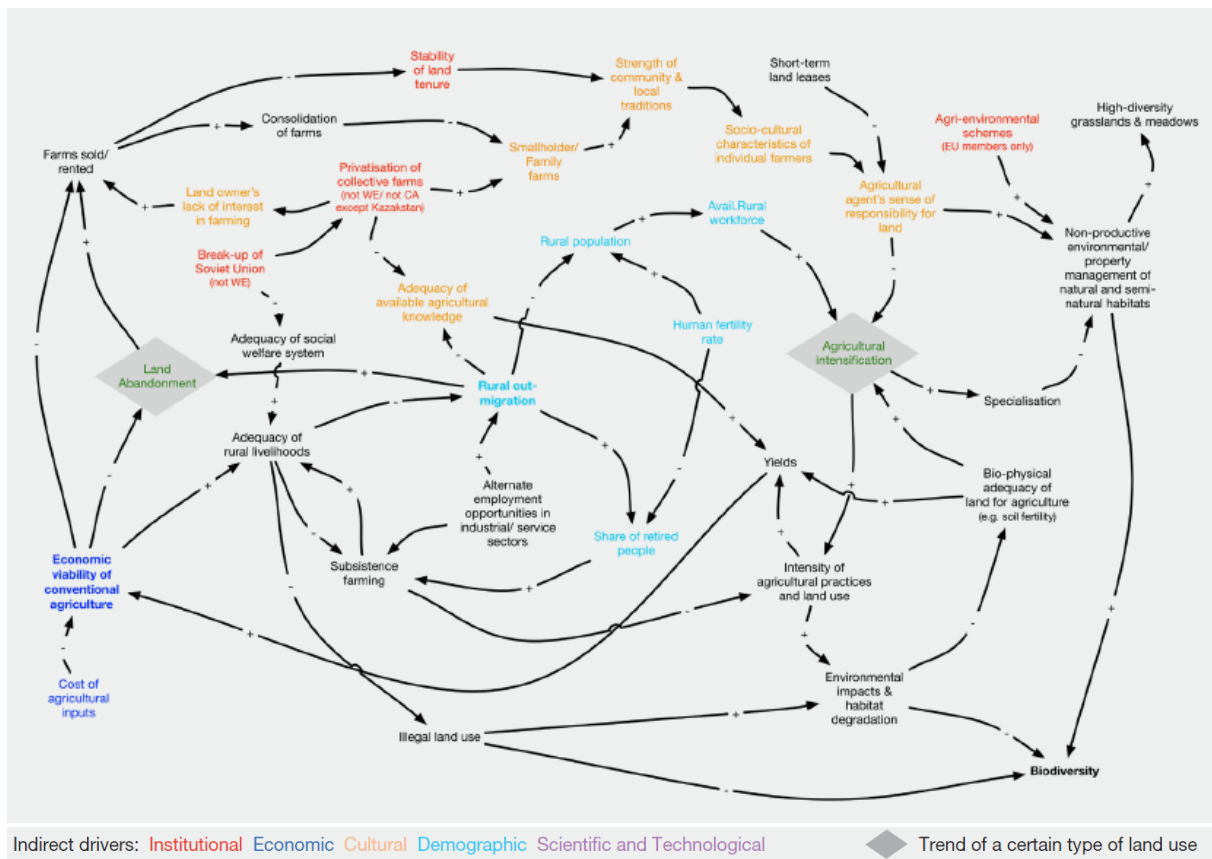 Stability
of land
tenure
Strength of
community &
local
traditions
Short-term
land leases
High-diversity
grasslands & meadows
Consolidation
of farms
Agri-environmental
schemes
(EU members only)
Socio-cultural
characteristics of
individual farmers
Farms sold/
rented
Smallholder/
Family
farms
Privatisation of
collective farms
(not WE/ not CA
except Kazakstan)
Land owner's
lack of interest
in farming
Agricultural
agent's sense of
responsibility for
land
Avail.Rural
workforce
Rural population
Non-productive
environmental/
property
management of
natural and semi-
natural habitats
Break-up of
Soviet Union
(not WE)
Adequacy of
available agricultural
knowledge
Human fertility
rate
Adequacy of social
welfare system
Agricultural
intensification
Land
Abandonment
Rural out-
migration
Specialisation
Adequacy of
rural livelihoods
Yields
Bio-physical
adequacy of
land for agriculture
(e.g. soil fertility)
Alternate
employment
opportunities in
industrial/ service
sectors
Share of retired
people
Economic
viability of
conventional
agriculture
Subsistence
farming
Intensity of
agricultural practices
and land use
Cost of
agricultural
inputs
Environmental
impacts &
habitat
degradation
Illegal land use
Biodiversity
Indirect drivers: Institutional Economic Cultural Demographic Scientific and Technological Trend of a certain type of land use